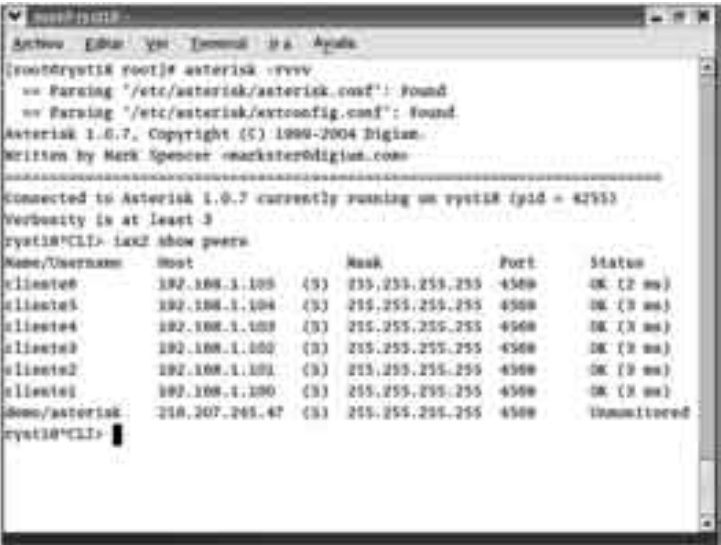 Archivo Editar Ver Terminal Ir a Ayuda
[root@ryst18 root]# asterisk -rvvv
== Parsing '/etc/asterisk/asterisk.conf': Found
== Parsing '/etc/asterisk/extconfig.conf': Found
Asterisk 1.0.7, Copyright (C) 1999-2004 Digium.
Written by Mark Spencer <markster@digium.com>
Connected to Asterisk 1.0.7 currently running on ryst18 (pid = 4255)
Verbosity is at least 3
ryst18*CLI> iax2 show peers
Name/Username Host Mask Port Status
cliente6 192.168.1.105 (S) 255.255.255.255 4569 OK (2 ms)
cliente5 192.168.1.104 (S) 255.255.255.255 4569 OK (3 ms)
cliente4 192.168.1.103 (S) 255.255.255.255 4569 OK (3 ms)
cliente3 192.168.1.102 (S) 255.255.255.255 4569 OK (3 ms)
cliente2 192.168.1.101 (S) 255.255.255.255 4569 OK (3 ms)
cliente1 192.168.1.100 (S) 255.255.255.255 4569 OK (3 ms)
demo/asterisk (S) 255.255.255.255 4569 Unmonitored
ryst18*CLI>